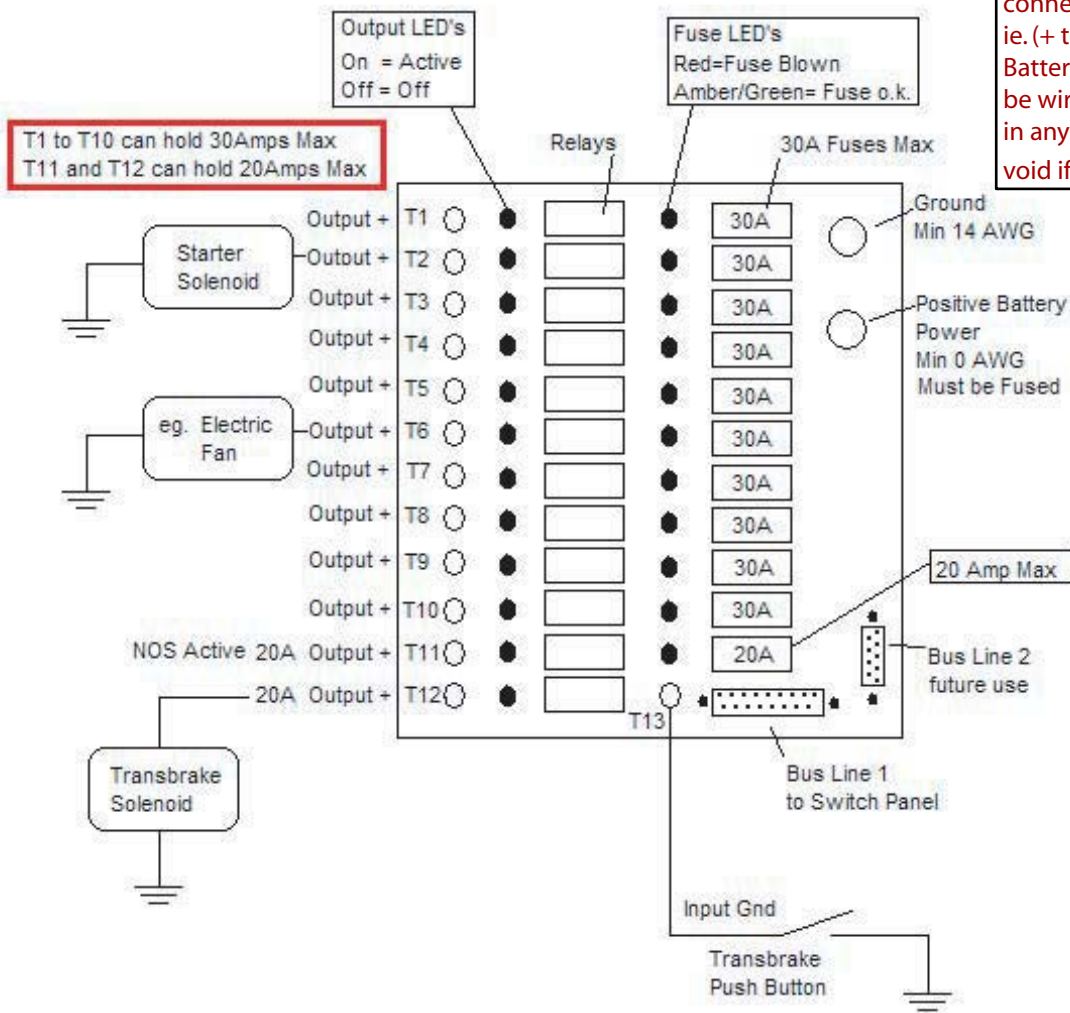 conne
ie. (+ t
Batter
be wir
in any
void if
Output LED's
On = Active
Off = Off
Fuse LED's
Red=Fuse Blown
Amber/Green= Fuse o.k.
T1 to T10 can hold 30Amps Max
T11 and T12 can hold 20Amps Max
Relays
30A Fuses Max
Output + T1 30A
Ground
Min 14 AWG
Starter
Solenoid
Outout + T2 30A
Output + T3 30A
Positive Battery
Power
Min 0 AWG
Must be Fused
Output + T4 30A
Output + T5 30A
eg. Electric
Fan
Output + T6 30A
Output + T7 30A
Output + T8 30A
Output + T9 30A
20 Amp Max
Output + T10 30A
NOS Active 20A Output + T11 20A
Bus Line 2
future use
20A Output + T12
T13
Bus Line 1
to Switch Panel
Transbrake
Solenoid
Input Gnd
Transbrake
Push Button